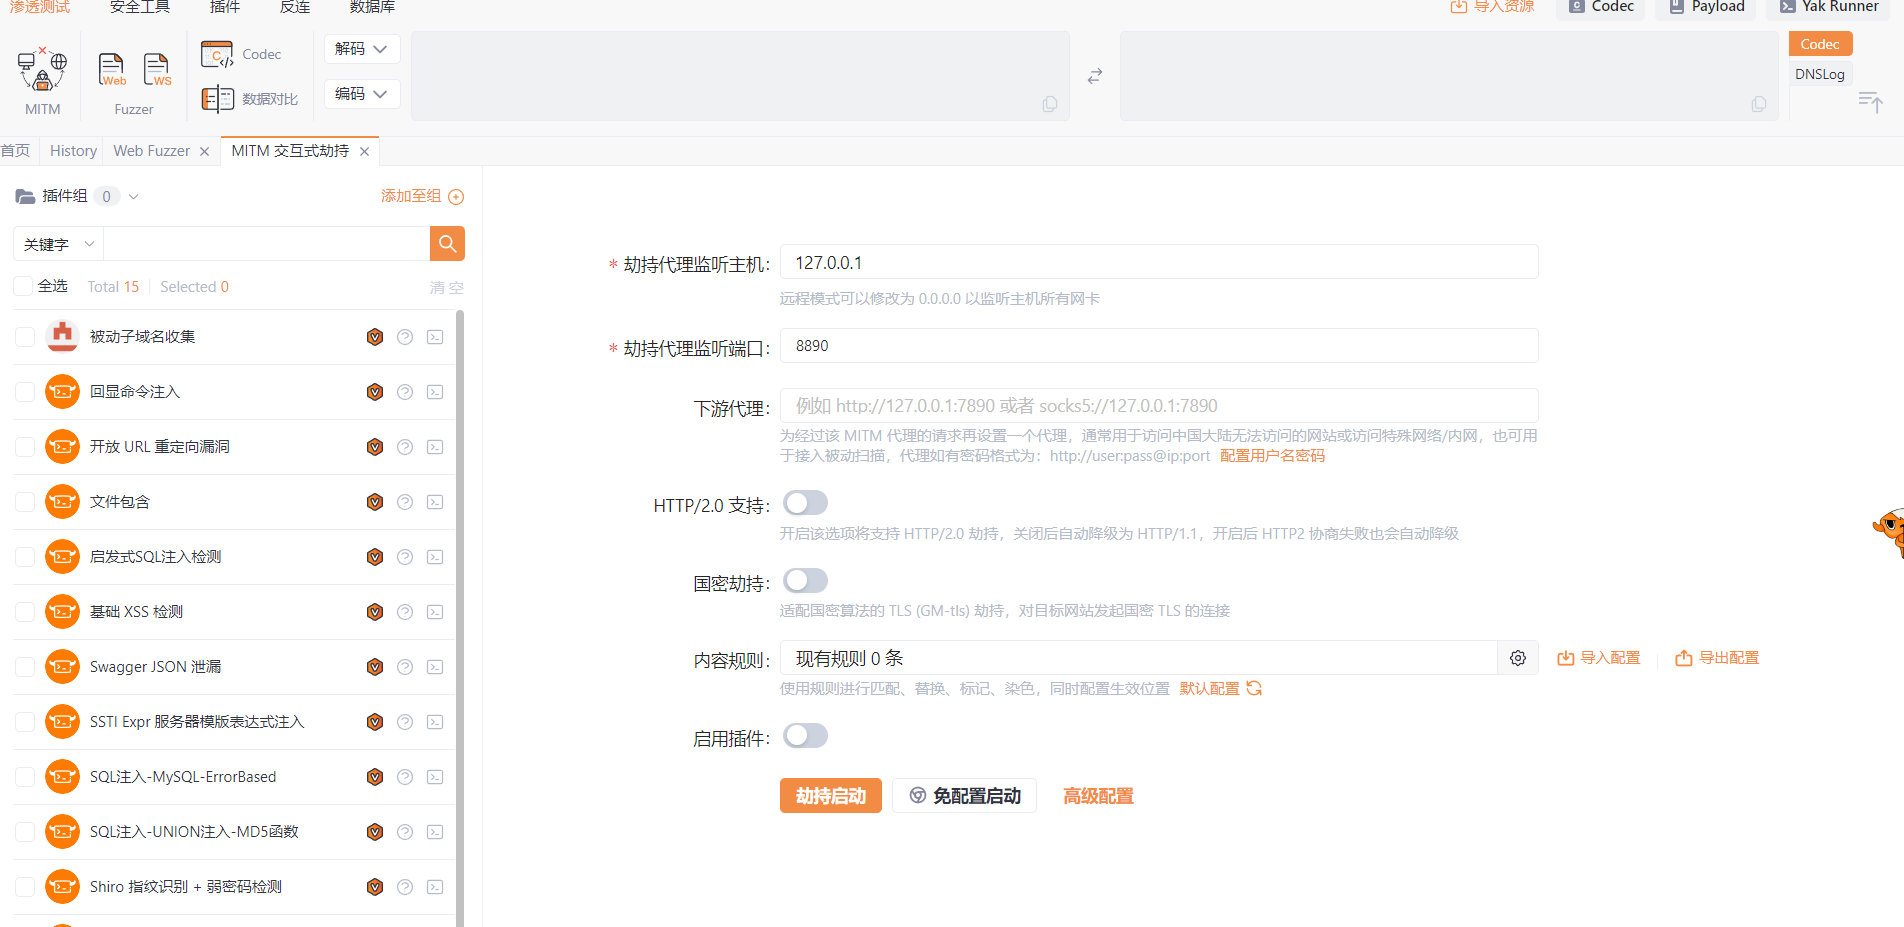 渗透测试 安全工具 插件 反连 数据库 导入资源 Codec Payload Yak Runner
MITM
Web WS
Fuzzer
Codec
数据对比
解码
编码
Codec
DNSLog
首页 History Web Fuzzer MITM 交互式劫持
插件组 0 添加至组
关键字
全选 Total 15 Selected 0 清空
被动子域名收集
回显命令注入
开放 URL 重定向漏洞
文件包含
启发式SQL注入检测
基础 XSS 检测
Swagger JSON 泄漏
SSTI Expr 服务器模版表达式注入
SQL注入-MySQL-ErrorBased
SQL注入-UNION注入-MD5函数
Shiro 指纹识别 + 弱密码检测
* 劫持代理监听主机: 127.0.0.1
远程模式可以修改为 0.0.0.0 以监听主机所有网卡
* 劫持代理监听端口: 8890
下游代理: 例如 http://127.0.0.1:7890 或者 socks5://127.0.0.1:7890
为经过该 MITM 代理的请求再设置一个代理，通常用于访问中国大陆无法访问的网站或访问特殊网络/内网，也可用
于接入被动扫描，代理如有密码格式为：http://user:pass@ip:port 配置用户名密码
HTTP/2.0 支持:
开启该选项将支持 HTTP/2.0 劫持，关闭后自动降级为 HTTP/1.1，开启后 HTTP2 协商失败也会自动降级
国密劫持:
适配国密算法的 TLS (GM-tls) 劫持，对目标网站发起国密 TLS 的连接
内容规则: 现有规则 0 条 导入配置 导出配置
使用规则进行匹配、替换、标记、染色，同时配置生效位置 默认配置
启用插件:
劫持启动 免配置启动 高级配置